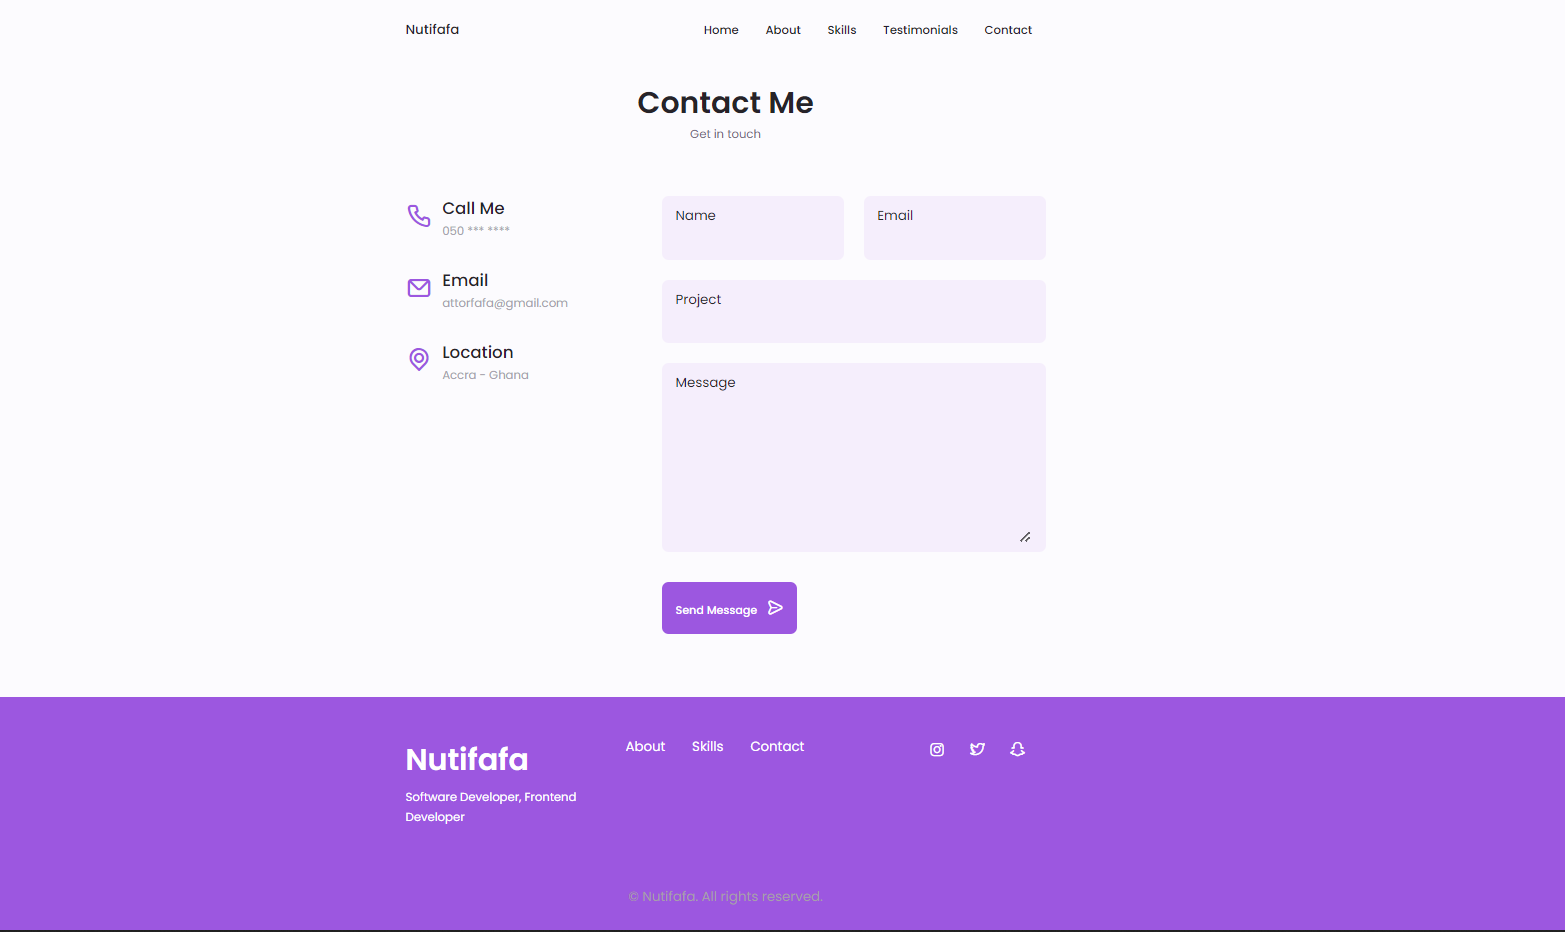 Nutifafa
Home About Skills Testimonials Contact
Contact Me
Get in touch
Call Me
050 *** ****
Email
attorfafa@gmail.com
Location
Accra - Ghana
Name
Email
Project
Message
Send Message
Nutifafa
Software Developer, Frontend
Developer
About Skills Contact
© Nutifafa. All rights reserved.